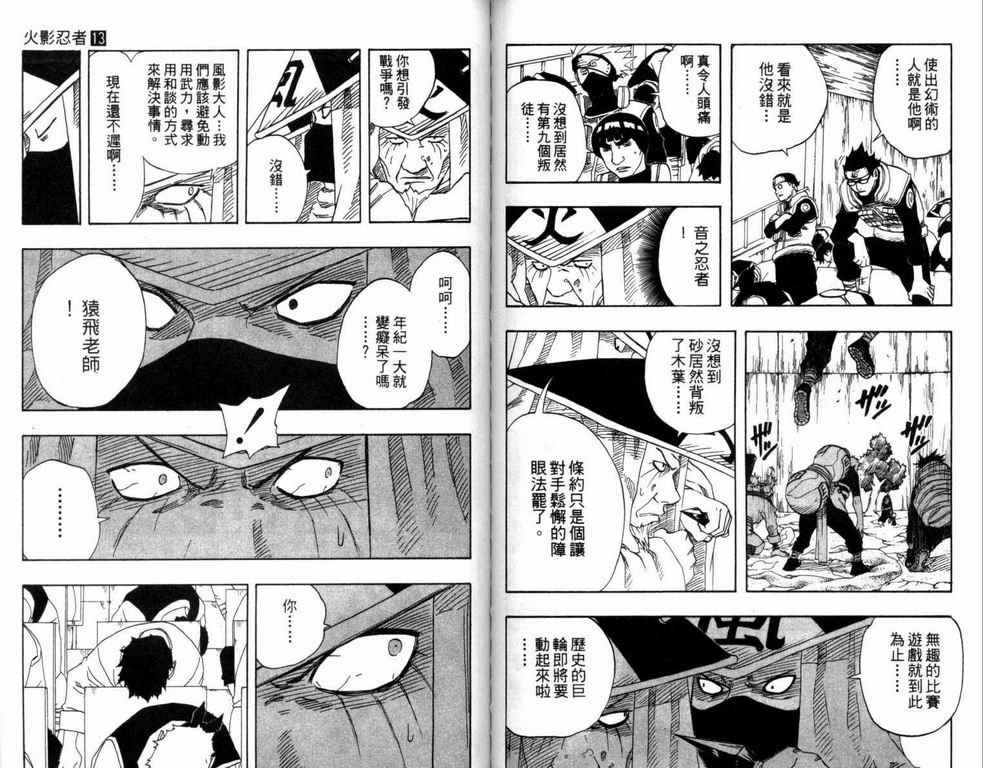 火影忍者13
使出幻術的
人就是他啊
看來就是
他沒錯…
真令人頭痛
啊……
沒想到居然
有第九個叛
徒……
音之忍者
！
火
沒想到
砂居然背叛
了木葉……
條約只是個讓
對手鬆懈的障
眼法罷了。
無趣的比賽
遊戲就到此
為止……
歷史的巨
輪即將要
動起來啦
……
風
你想引發
戰爭嗎？
風
沒錯……
風影大人…我
們應該避免動
用武力，尋求
用和談的方式
來解決事情。
現在還不遲啊……
呵呵……
年紀一大就
變癡呆了嗎
……？
猿飛老師
！
！
…………
你……